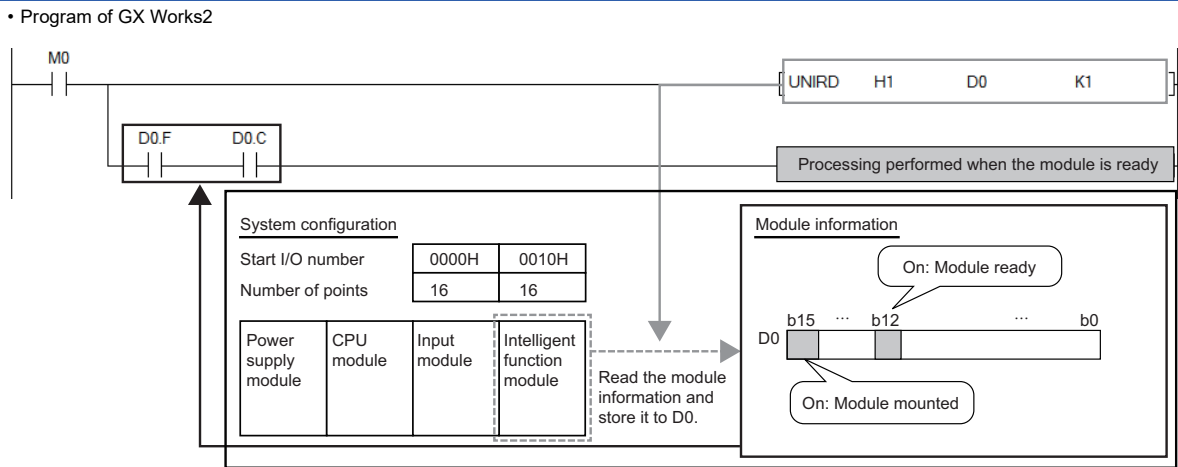 • Program of GX Works2
M0
UNIRD H1 D0 K1
D0.F D0.C
Processing performed when the module is ready
System configuration
Start I/O number 0000H 0010H
Number of points 16 16
Power
supply
module
CPU
module
Input
module
Intelligent
function
module
Read the module
information and
store it to D0.
Module information
On: Module ready
b15 ... b12 ... b0
D0
On: Module mounted